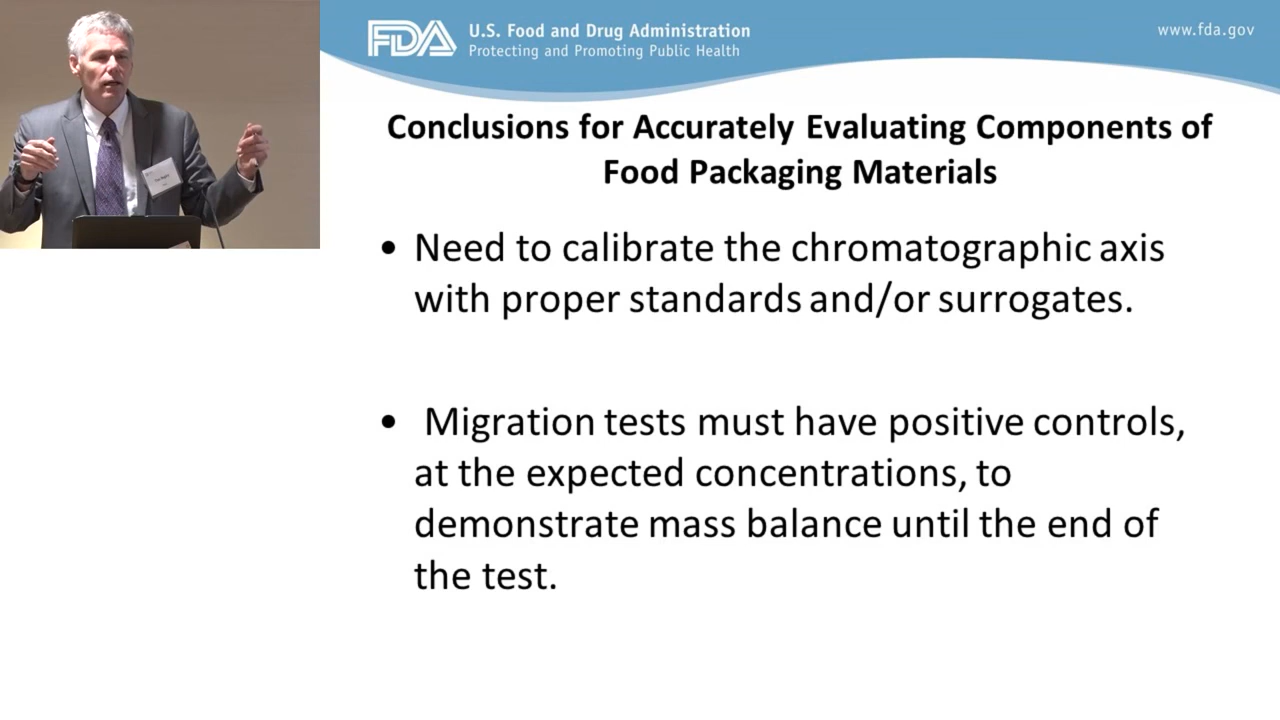 FDA
U.S. Food and Drug Administration
Protecting and Promoting Public Health
www.fda.gov
Conclusions for Accurately Evaluating Components of
Food Packaging Materials
• Need to calibrate the chromatographic axis
with proper standards and/or surrogates.
• Migration tests must have positive controls,
at the expected concentrations, to
demonstrate mass balance until the end of
the test.